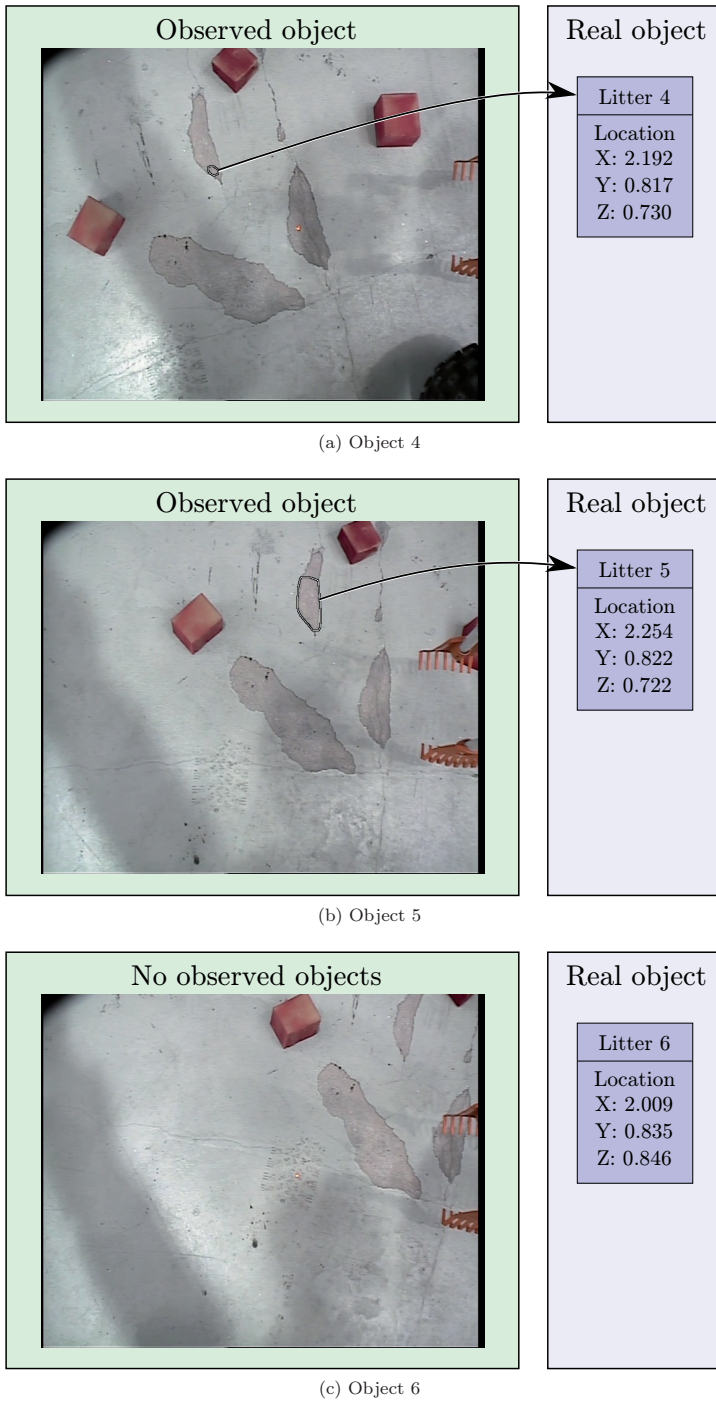 Observed object
Real object
Litter 4
Location
X: 2.192
Y: 0.817
Z: 0.730
(a) Object 4
Observed object
Real object
Litter 5
Location
X: 2.254
Y: 0.822
Z: 0.722
(b) Object 5
No observed objects
Real object
Litter 6
Location
X: 2.009
Y: 0.835
Z: 0.846
(c) Object 6